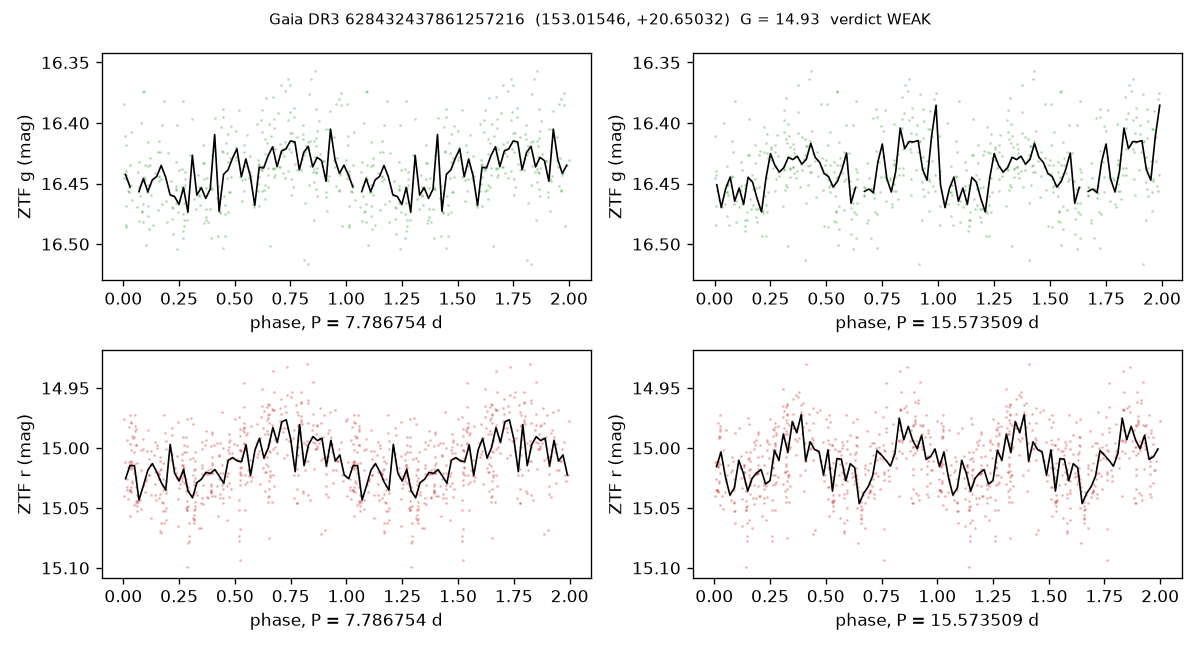 Gaia DR3 628432437861257216  (153.01546, +20.65032)  G = 14.93  verdict WEAK
16.35
16.40
16.45
16.50
ZTF g (mag)
0.00 0.25 0.50 0.75 1.00 1.25 1.50 1.75 2.00
phase, P = 7.786754 d
16.35
16.40
16.45
16.50
ZTF g (mag)
0.00 0.25 0.50 0.75 1.00 1.25 1.50 1.75 2.00
phase, P = 15.573509 d
14.95
15.00
15.05
15.10
ZTF r (mag)
0.00 0.25 0.50 0.75 1.00 1.25 1.50 1.75 2.00
phase, P = 7.786754 d
14.95
15.00
15.05
15.10
ZTF r (mag)
0.00 0.25 0.50 0.75 1.00 1.25 1.50 1.75 2.00
phase, P = 15.573509 d